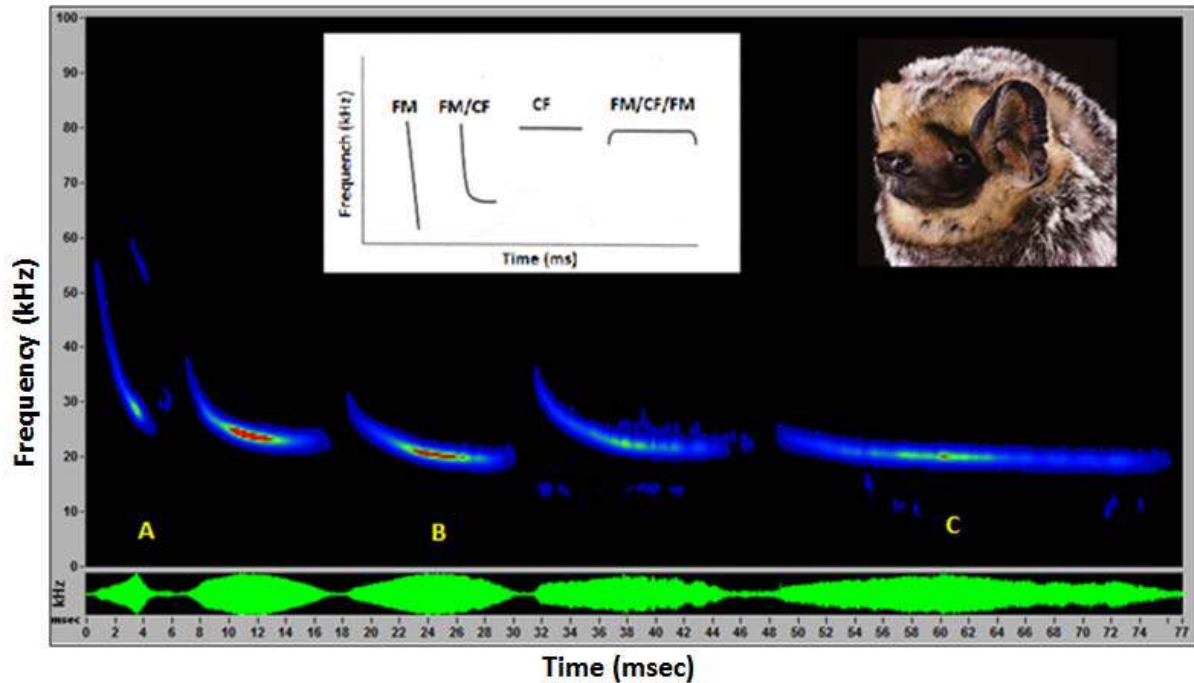 100
90
80
70
60
50
40
30
20
10
0
Frequency (kHz)
Frequench (kHz)
FM FM/CF CF FM/CF/FM
Time (ms)
A B C
kHz
msec 0 2 4 6 8 10 12 14 16 18 20 22 24 26 28 30 32 34 36 38 40 42 44 46 48 50 52 54 56 58 60 62 64 66 68 70 72 74 77
Time (msec)